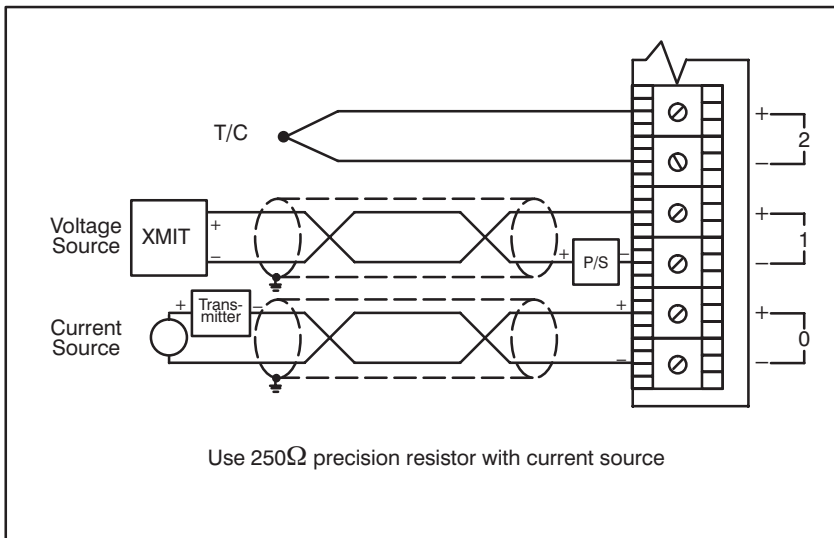 T/C
+
−
2
Voltage
Source
XMIT
+
−
+
P/S
−
+
−
1
Current
Source
+
Trans-
mitter
−
+
−
+
−
0
Use 250Ω precision resistor with current source